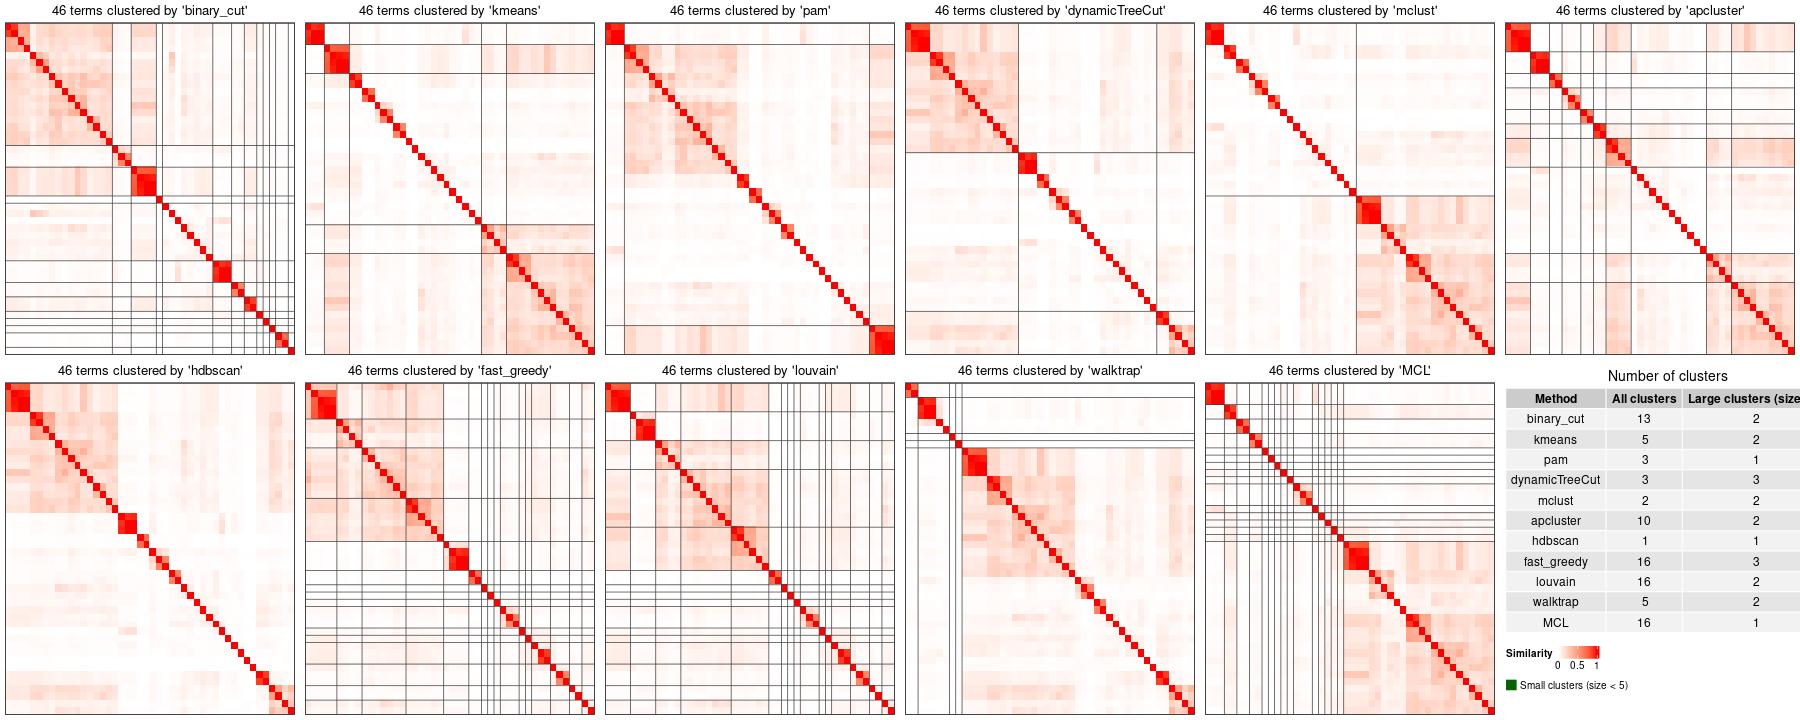 46 terms clustered by 'binary_cut'
46 terms clustered by 'kmeans'
46 terms clustered by 'pam'
46 terms clustered by 'dynamicTreeCut'
46 terms clustered by 'mclust'
46 terms clustered by 'apcluster'
46 terms clustered by 'hdbscan'
46 terms clustered by 'fast_greedy'
46 terms clustered by 'louvain'
46 terms clustered by 'walktrap'
46 terms clustered by 'MCL'
Number of clusters
Method All clusters Large clusters (size
binary_cut 13 2
kmeans 5 2
pam 3 1
dynamicTreeCut 3 3
mclust 2 2
apcluster 10 2
hdbscan 1 1
fast_greedy 16 3
louvain 16 2
walktrap 5 2
MCL 16 1
Similarity
0 0.5 1
Small clusters (size < 5)